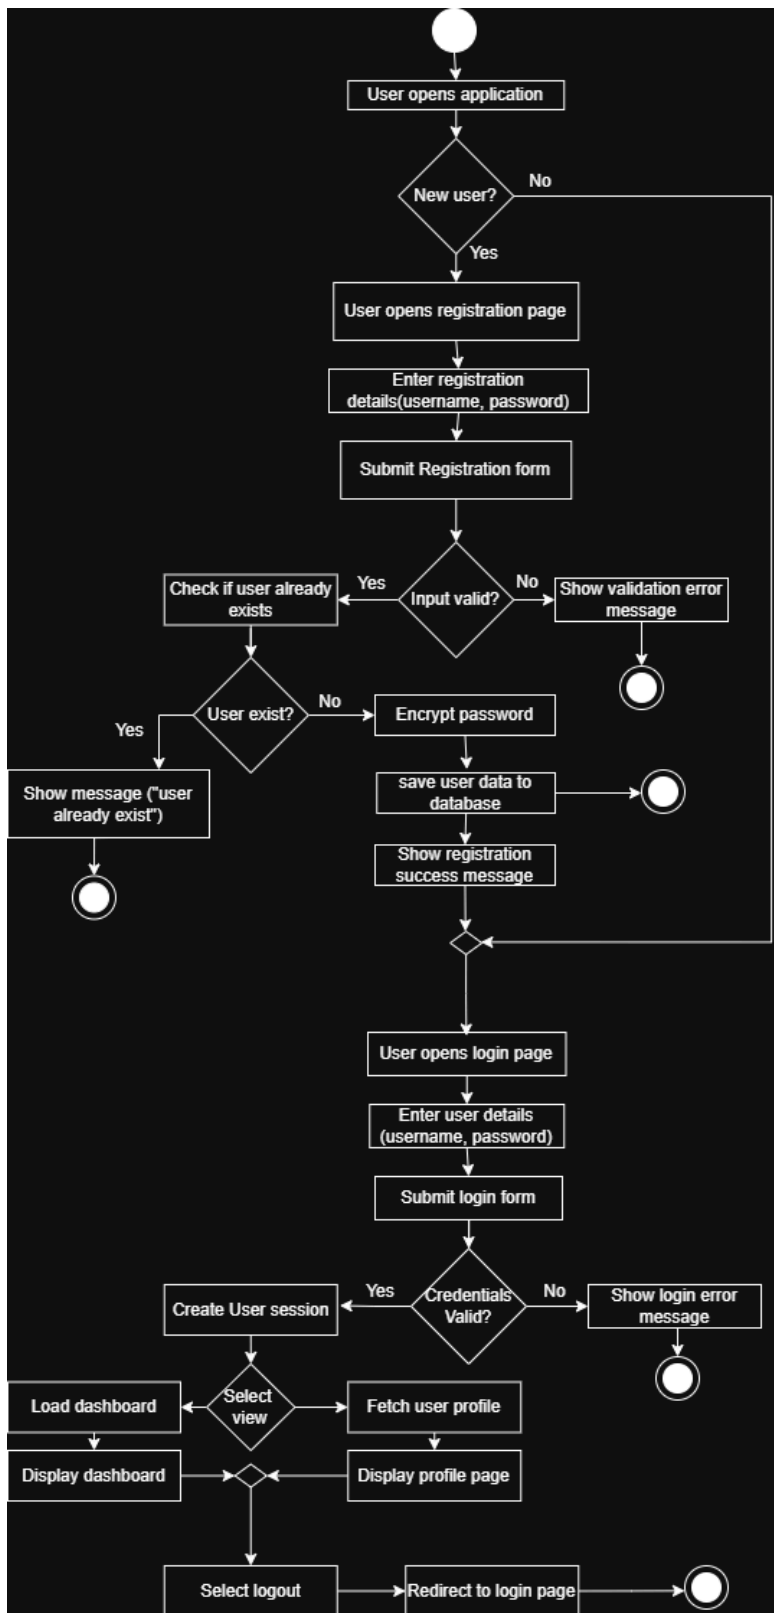 User opens application
New user?
No
Yes
User opens registration page
Enter registration
details(username, password)
Submit Registration form
Check if user already
exists
Yes
Input valid?
No
Show validation error
message
User exist?
No
Encrypt password
Yes
Show message ("user
already exist")
save user data to
database
Show registration
success message
User opens login page
Enter user details
(username, password)
Submit login form
Create User session
Yes
Credentials
Valid?
No
Show login error
message
Load dashboard
Select
view
Fetch user profile
Display dashboard
Display profile page
Select logout
Redirect to login page